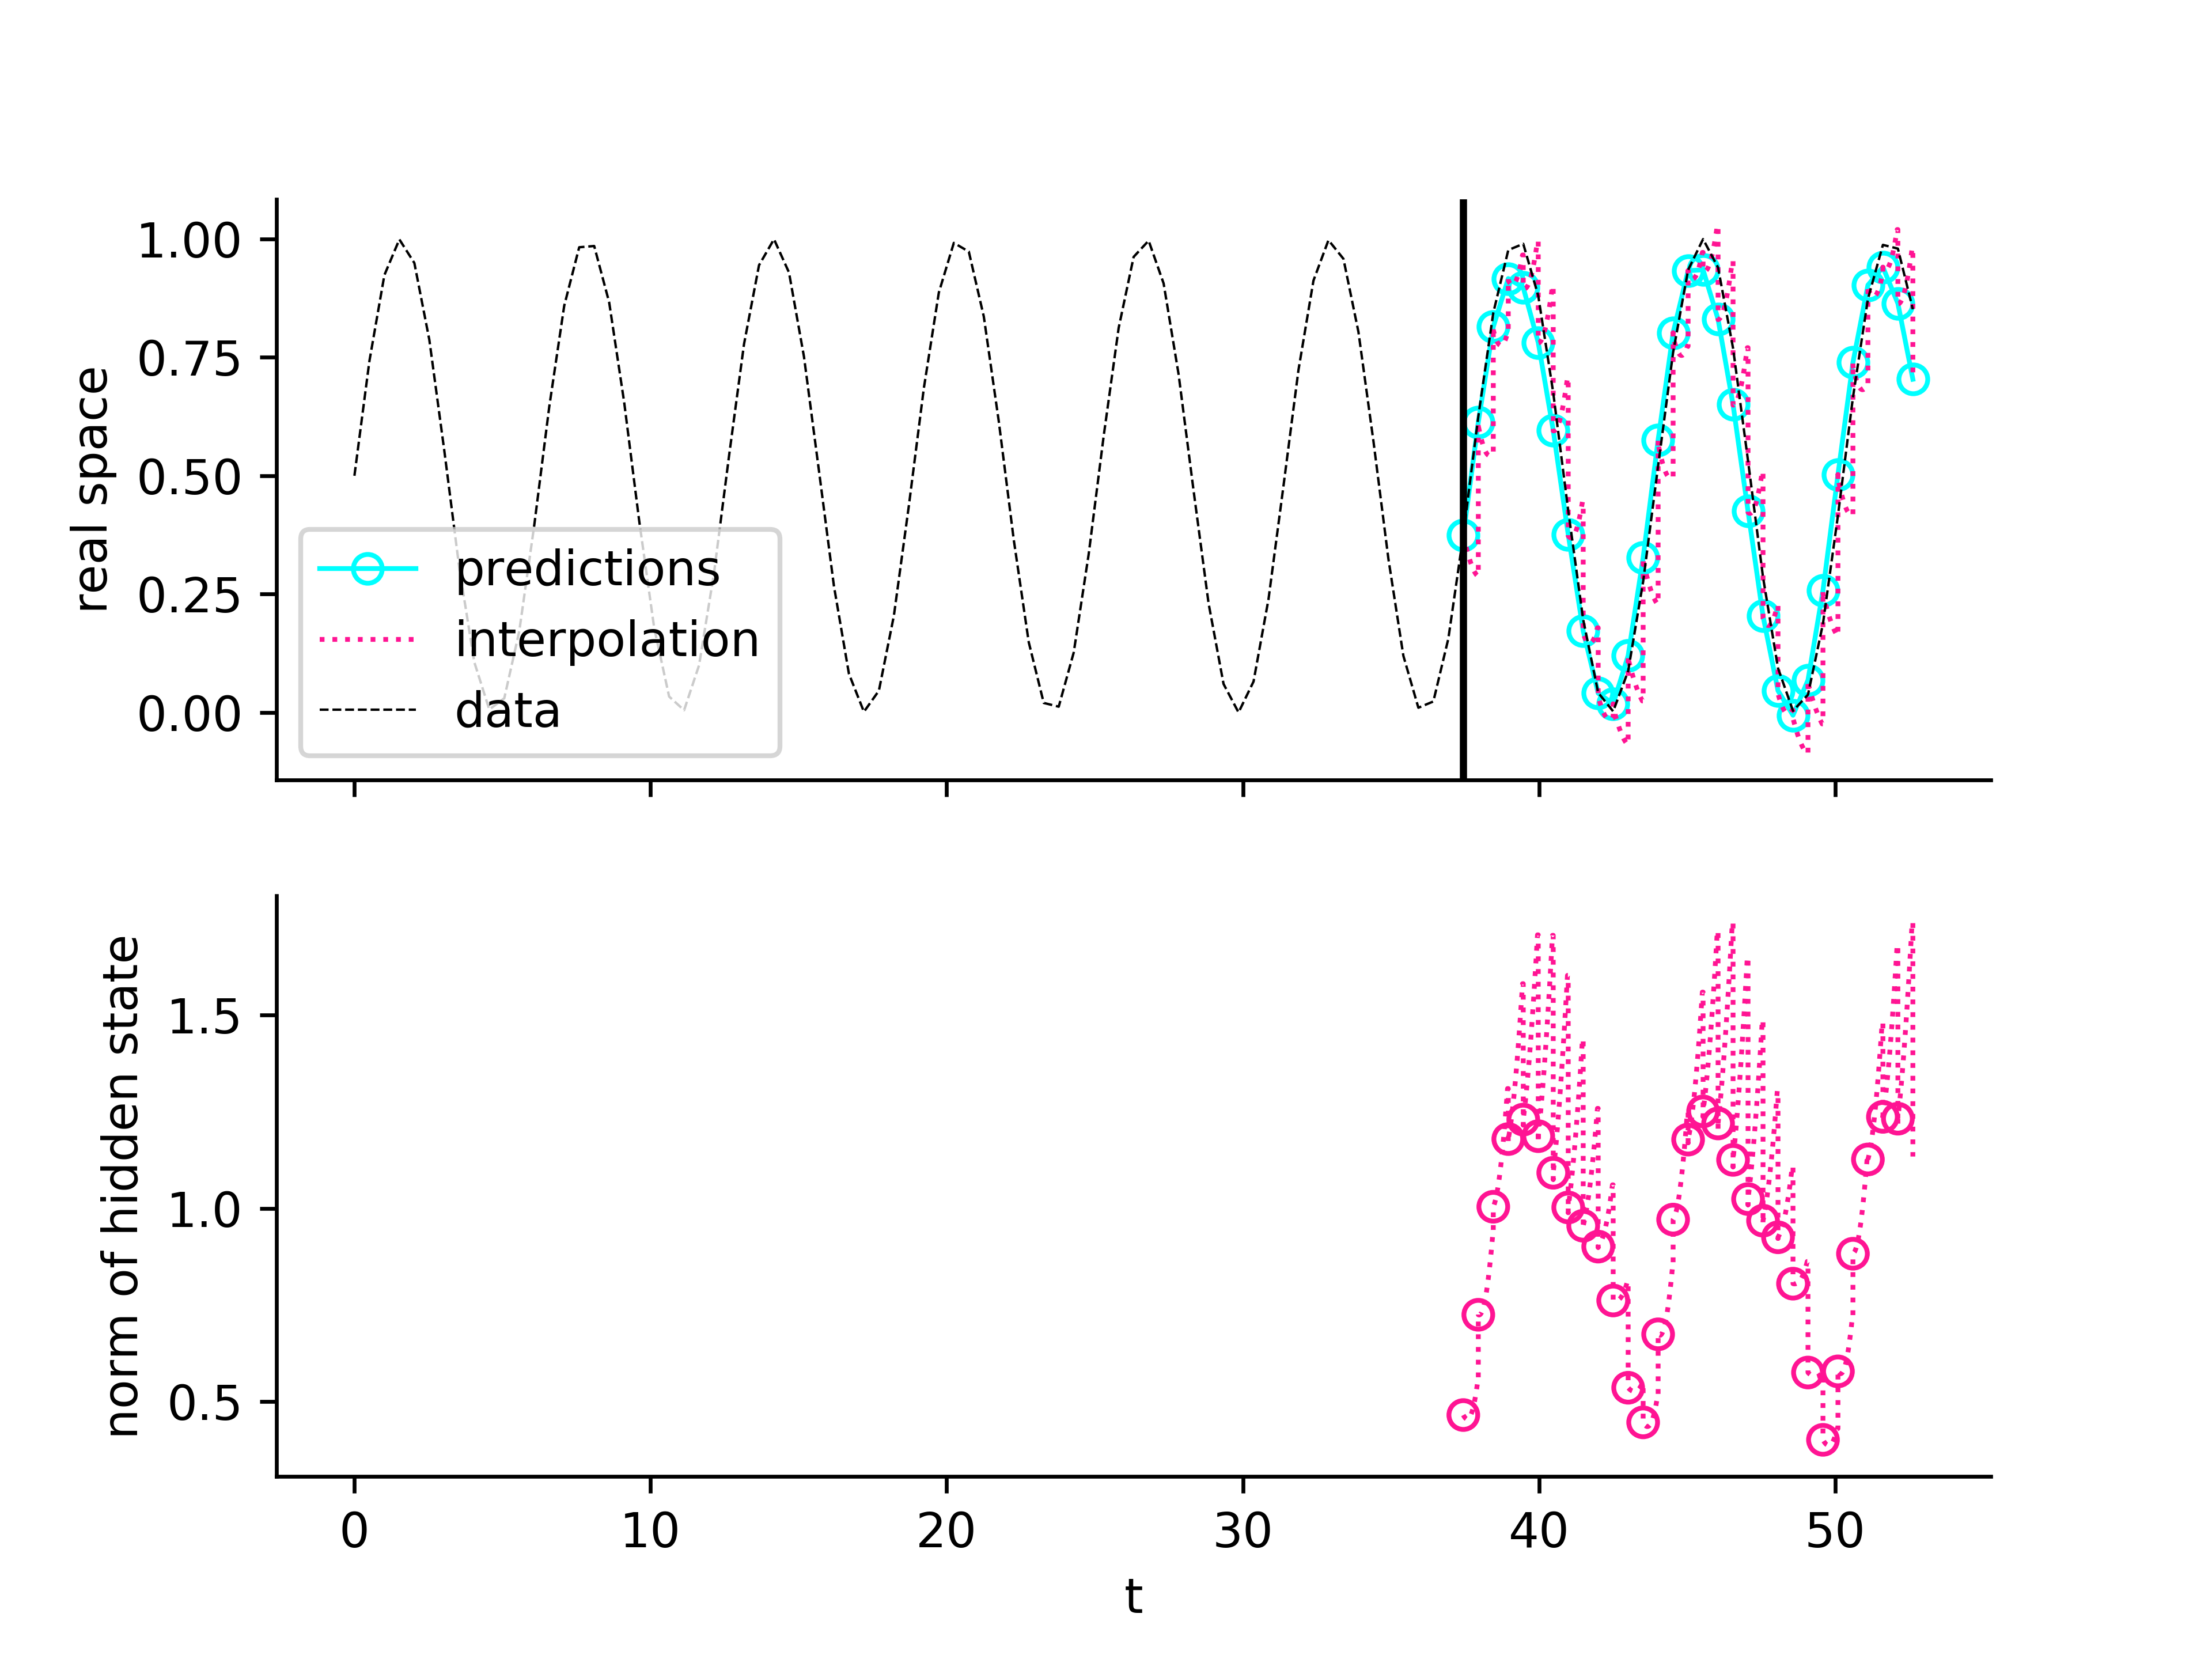 1.00
0.75
0.50
0.25
0.00
real space
predictions
interpolation
data
1.5
1.0
0.5
norm of hidden state
0 10 20 30 40 50
t